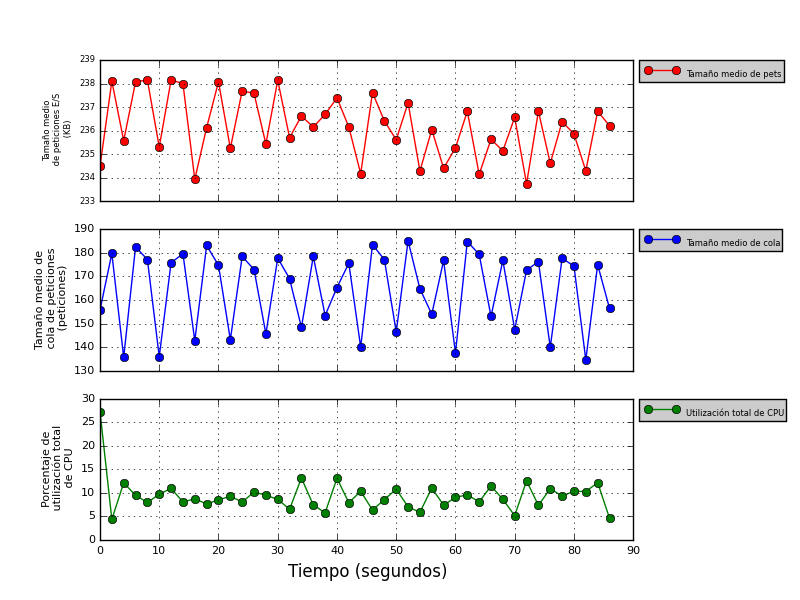 239
238
237
236
235
234
233
Tamaño medio
de peticiones E/S
(KB)
Tamaño medio de pets
190
180
170
160
150
140
130
Tamaño medio de
cola de peticiones
(peticiones)
Tamaño medio de cola
30
25
20
15
10
5
0
Porcentaje de
utilización total
de CPU
Utilización total de CPU
0 10 20 30 40 50 60 70 80 90
Tiempo (segundos)